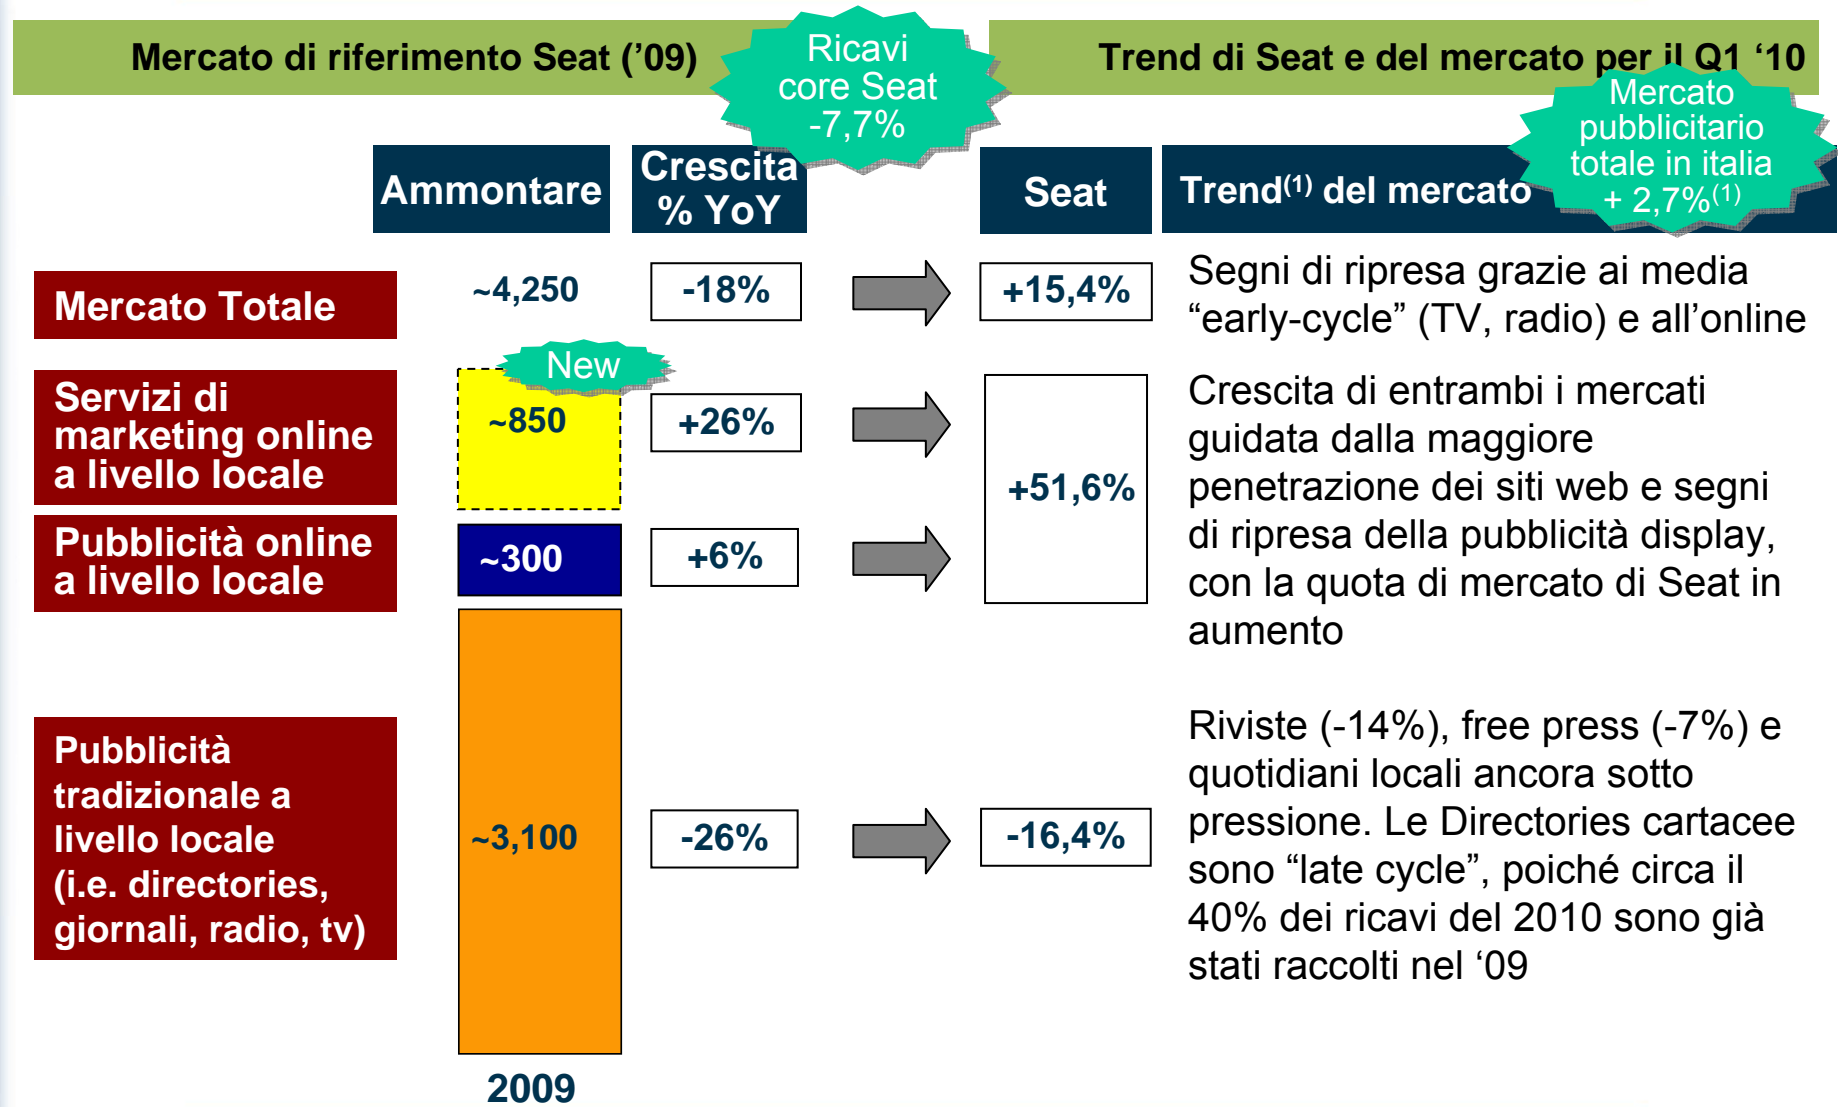 Mercato di riferimento Seat (’09)
Ricavi
core Seat
-7,7%
Trend di Seat e del mercato per il Q1 ‘10
Mercato
pubblicitario
totale in italia
+ 2,7%(1)
Ammontare
Crescita
% YoY
Seat
Trend(1) del mercato
Mercato Totale
~4,250
-18%
+15,4%
Segni di ripresa grazie ai media
“early-cycle” (TV, radio) e all’online
New
Servizi di
marketing online
a livello locale
~850
+26%
+51,6%
Crescita di entrambi i mercati
guidata dalla maggiore
penetrazione dei siti web e segni
di ripresa della pubblicità display,
con la quota di mercato di Seat in
aumento
Pubblicità online
a livello locale
~300
+6%
Pubblicità
tradizionale a
livello locale
(i.e. directories,
giornali, radio, tv)
~3,100
-26%
-16,4%
Riviste (-14%), free press (-7%) e
quotidiani locali ancora sotto
pressione. Le Directories cartacee
sono “late cycle”, poiché circa il
40% dei ricavi del 2010 sono già
stati raccolti nel ‘09
2009